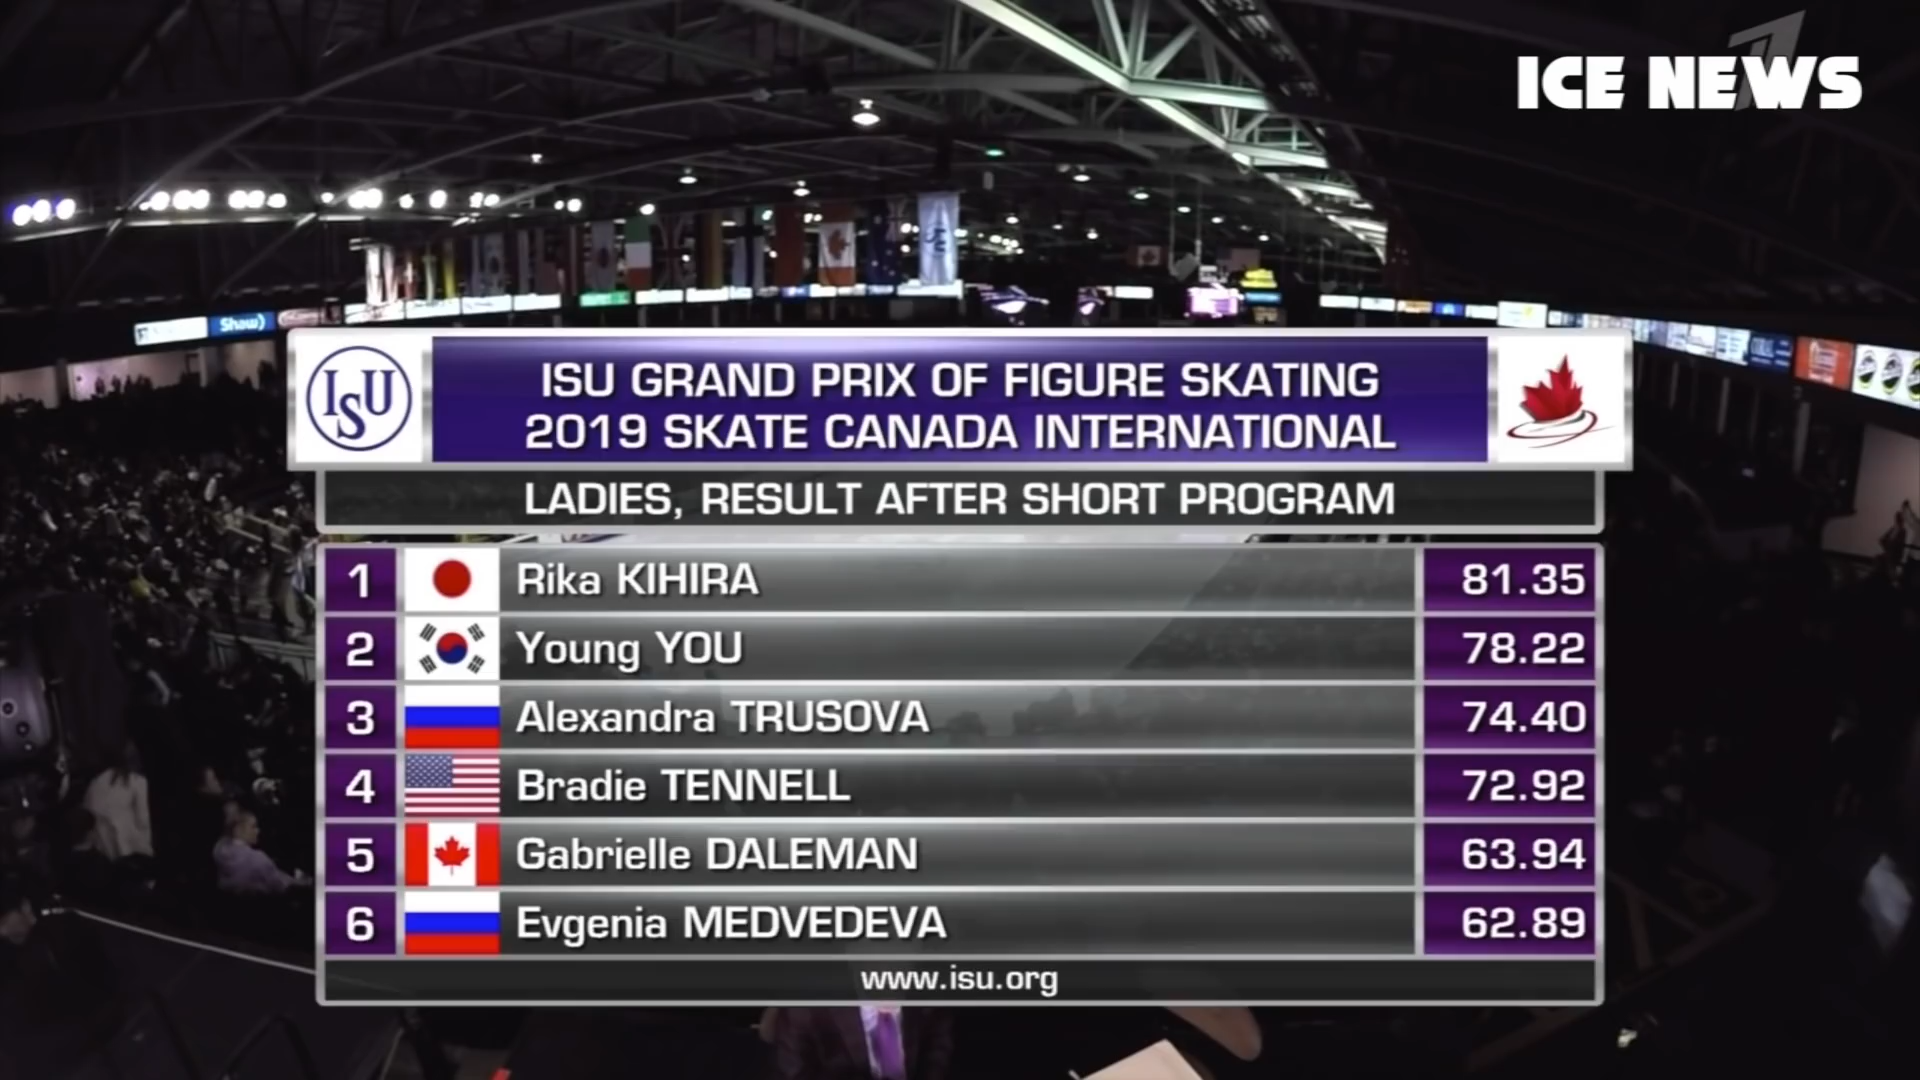 ICE NEWS
Shaw)
ISU
ISU GRAND PRIX OF FIGURE SKATING
2019 SKATE CANADA INTERNATIONAL
LADIES, RESULT AFTER SHORT PROGRAM
1 Rika KIHIRA 81.35
2 Young YOU 78.22
3 Alexandra TRUSOVA 74.40
4 Bradie TENNELL 72.92
5 Gabrielle DALEMAN 63.94
6 Evgenia MEDVEDEVA 62.89
www.isu.org